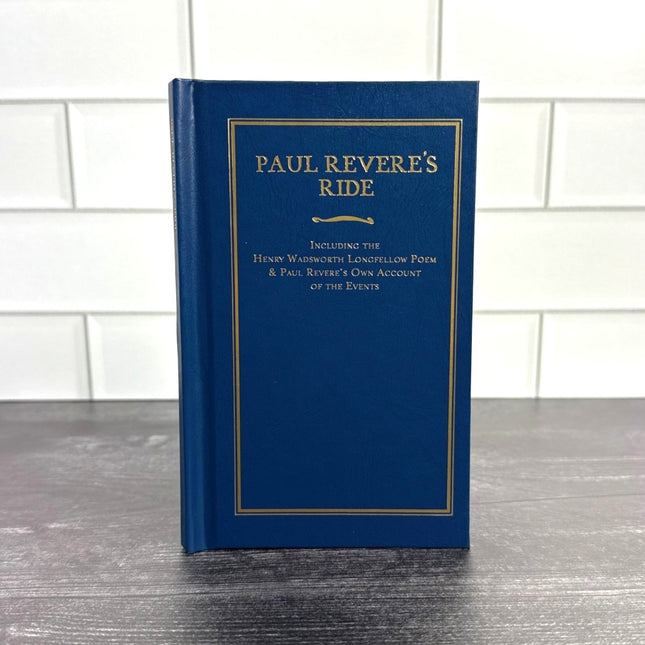 PAUL REVERE'S
RIDE
INCLUDING THE
HENRY WADSWORTH LONGFELLOW POEM
& PAUL REVERE'S OWN ACCOUNT
OF THE EVENTS